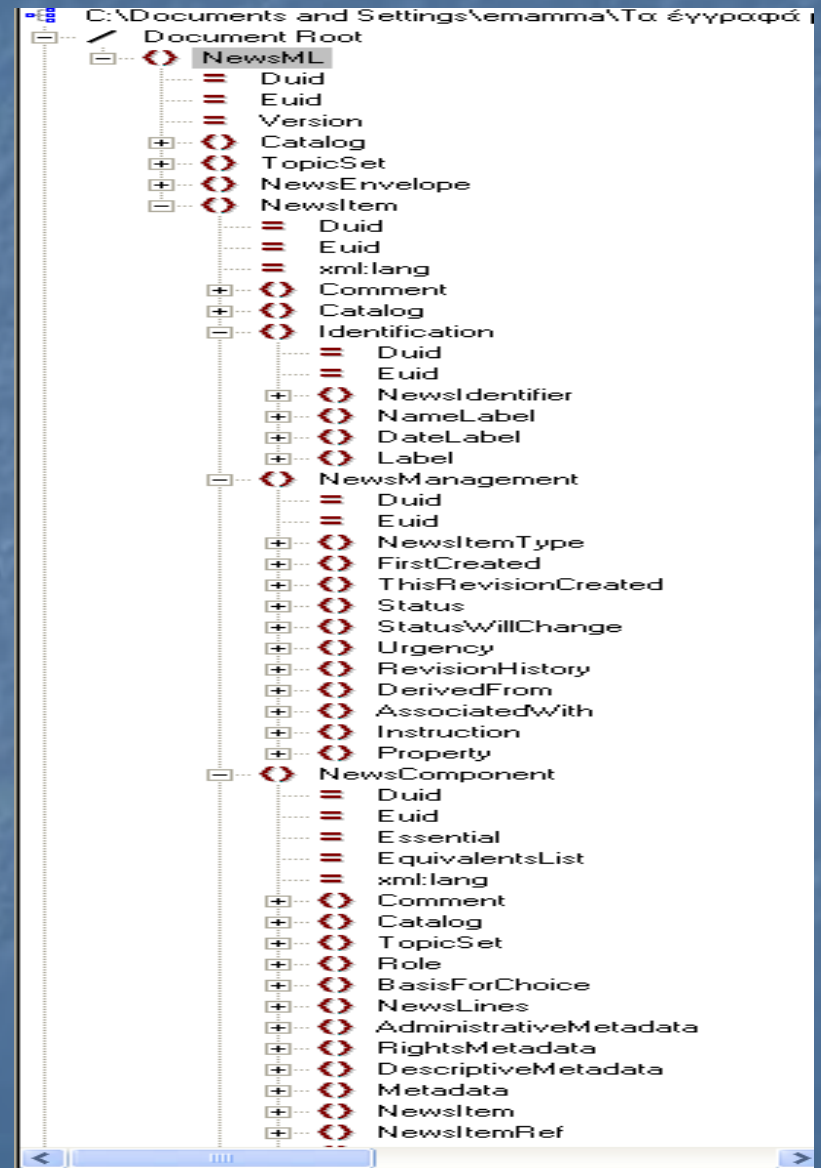 C:\Documents and Settings\emamma\Τα έγγραφά
Document Root
NewsML
Duid
Euid
Version
Catalog
TopicSet
NewsEnvelope
NewsItem
Duid
Euid
xml:lang
Comment
Catalog
Identification
Duid
Euid
NewsIdentifier
NameLabel
DateLabel
Label
NewsManagement
Duid
Euid
NewsItemType
FirstCreated
ThisRevisionCreated
Status
StatusWillChange
Urgency
RevisionHistory
DerivedFrom
AssociatedWith
Instruction
Property
NewsComponent
Duid
Euid
Essential
EquivalentsList
xml:lang
Comment
Catalog
TopicSet
Role
BasisForChoice
NewsLines
AdministrativeMetadata
RightsMetadata
DescriptiveMetadata
Metadata
NewsItem
NewsItemRef